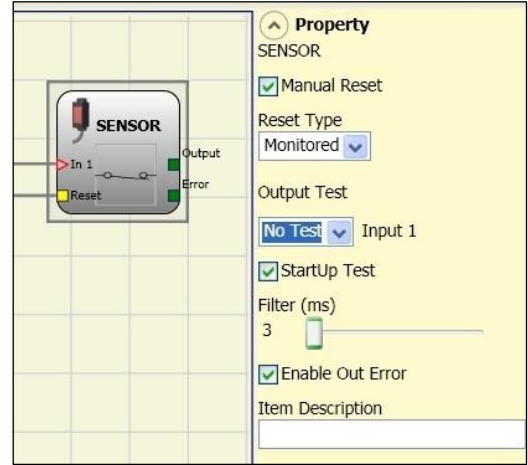 SENSOR
In 1
Reset
Output
Error
Property
SENSOR
Manual Reset
Reset Type
Monitored
Output Test
No Test Input 1
StartUp Test
Filter (ms)
3
Enable Out Error
Item Description